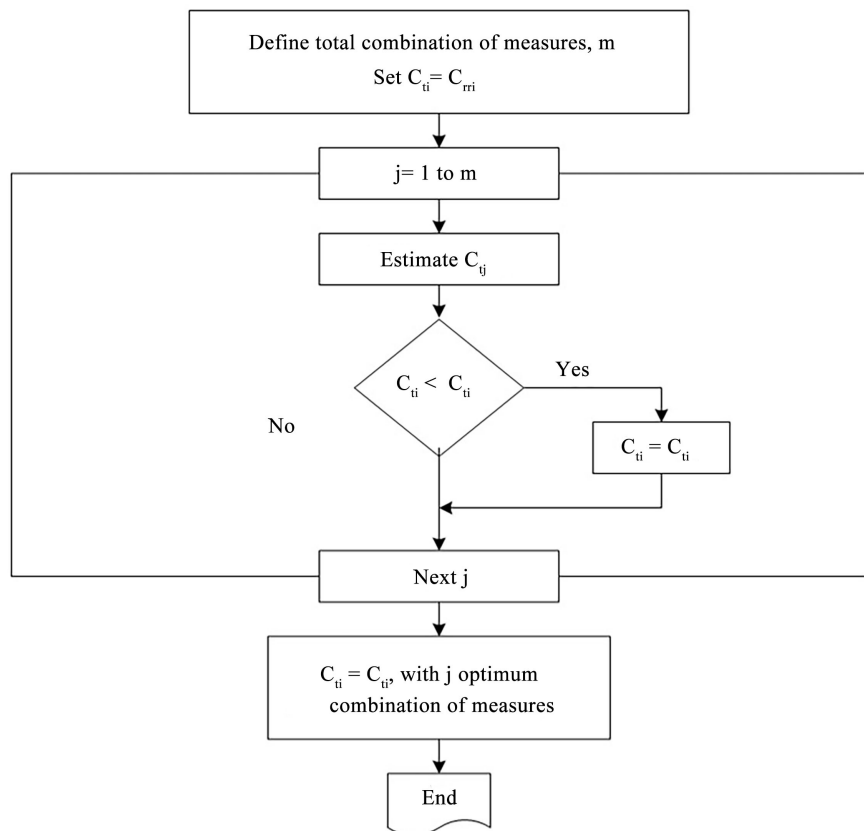 Define total combination of measures, m
Set C_ti = C_rri
j= 1 to m
Estimate C_tj
C_ti < C_ti
Yes
No
C_ti = C_ti
Next j
C_ti = C_ti, with j optimum
combination of measures
End